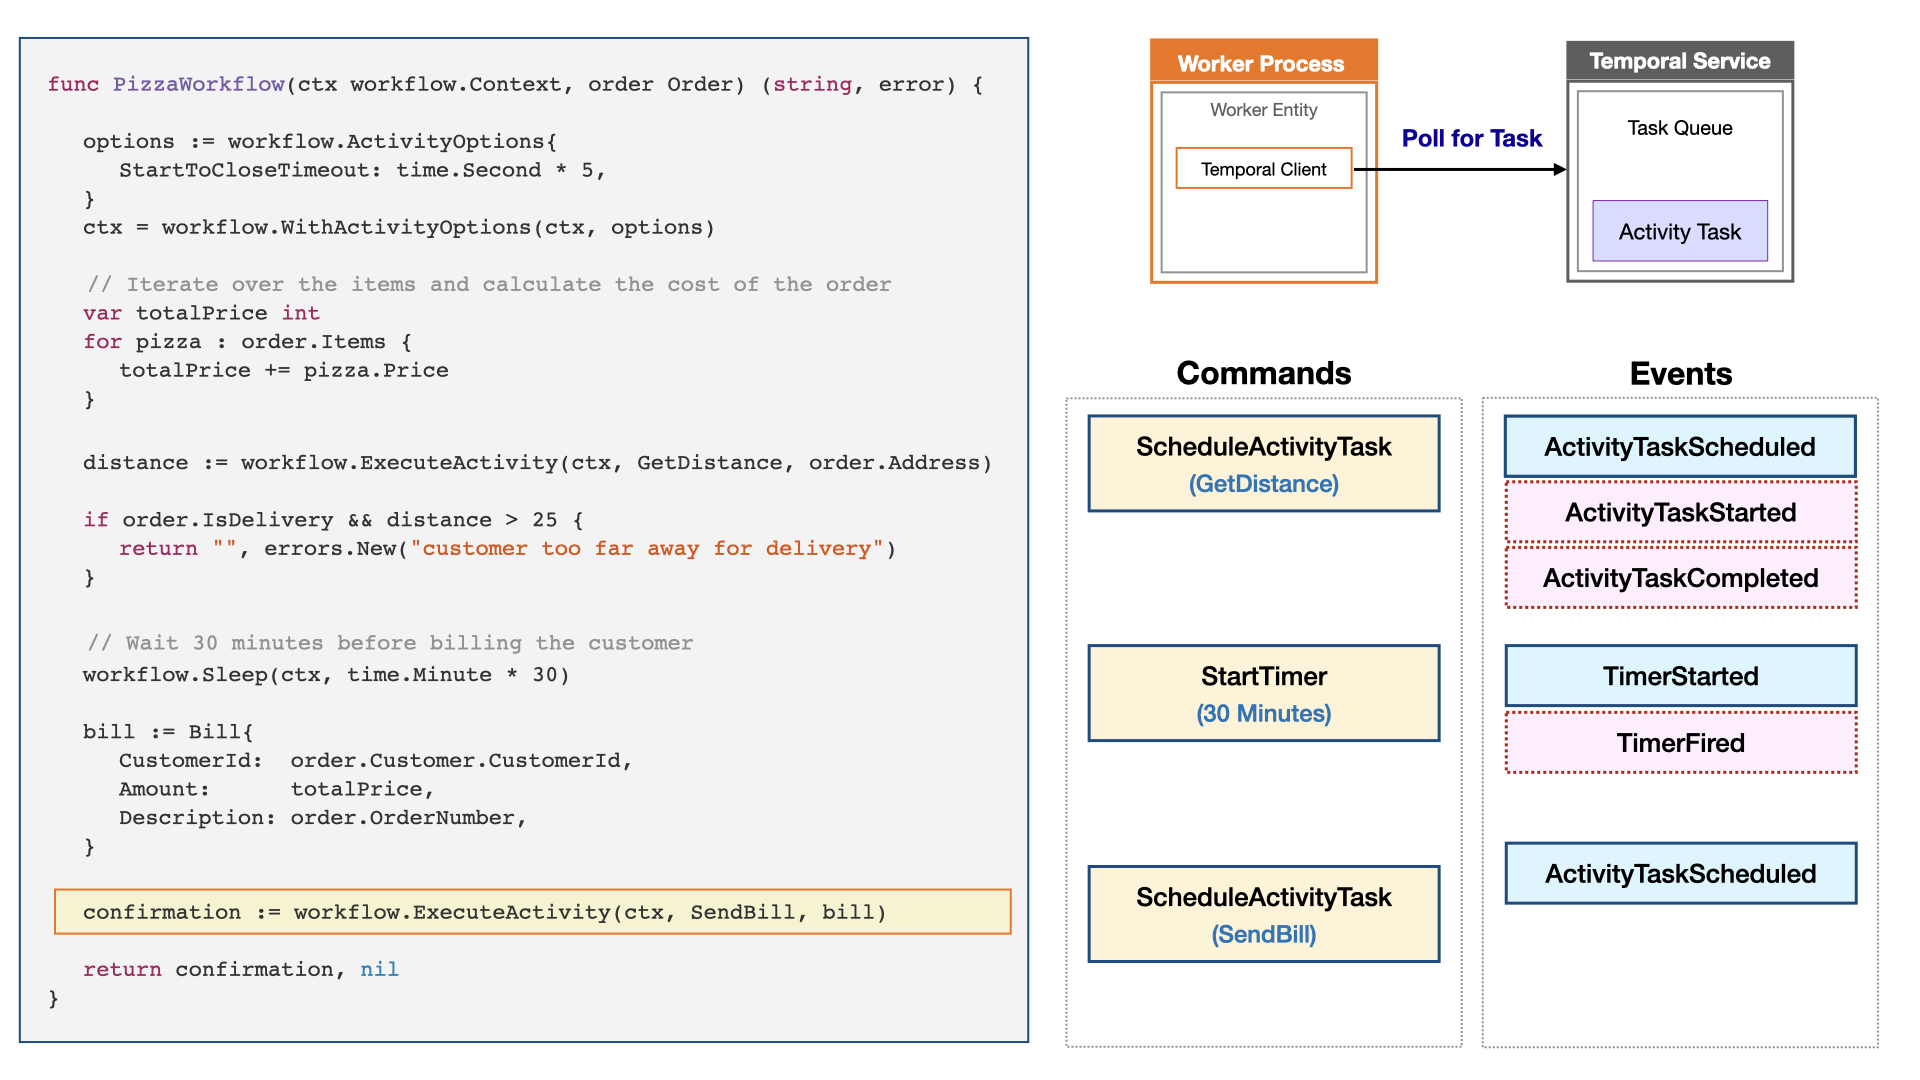 func PizzaWorkflow(ctx workflow.Context, order Order) (string, error) {
options := workflow.ActivityOptions{
StartToCloseTimeout: time.Second * 5,
}
ctx = workflow.WithActivityOptions(ctx, options)
// Iterate over the items and calculate the cost of the order
var totalPrice int
for pizza : order.Items {
totalPrice += pizza.Price
}
distance := workflow.ExecuteActivity(ctx, GetDistance, order.Address)
if order.IsDelivery && distance > 25 {
return "", errors.New("customer too far away for delivery")
}
// Wait 30 minutes before billing the customer
workflow.Sleep(ctx, time.Minute * 30)
bill := Bill{
CustomerId: order.Customer.CustomerId,
Amount: totalPrice,
Description: order.OrderNumber,
}
confirmation := workflow.ExecuteActivity(ctx, SendBill, bill)
return confirmation, nil
}
Worker Process
Worker Entity
Temporal Client
Poll for Task
Temporal Service
Task Queue
Activity Task
Commands
ScheduleActivityTask
(GetDistance)
StartTimer
(30 Minutes)
ScheduleActivityTask
(SendBill)
Events
ActivityTaskScheduled
ActivityTaskStarted
ActivityTaskCompleted
TimerStarted
TimerFired
ActivityTaskScheduled